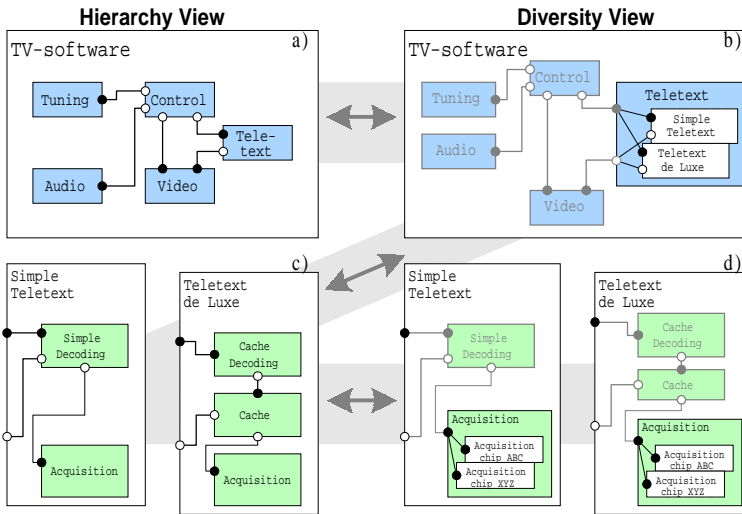 Hierarchy View
Diversity View
a)
TV-software
Tuning
Control
Tele-
text
Audio
Video
b)
TV-software
Control
Tuning
Teletext
Simple
Teletext
Audio
Teletext
de Luxe
Video
c)
Simple
Teletext
Simple
Decoding
Acquisition
Teletext
de Luxe
Cache
Decoding
Cache
Acquisition
d)
Simple
Teletext
Simple
Decoding
Acquisition
Acquisition
chip ABC
Acquisition
chip XYZ
Teletext
de Luxe
Cache
Decoding
Cache
Acquisition
Acquisition
chip ABC
Acquisition
chip XYZ